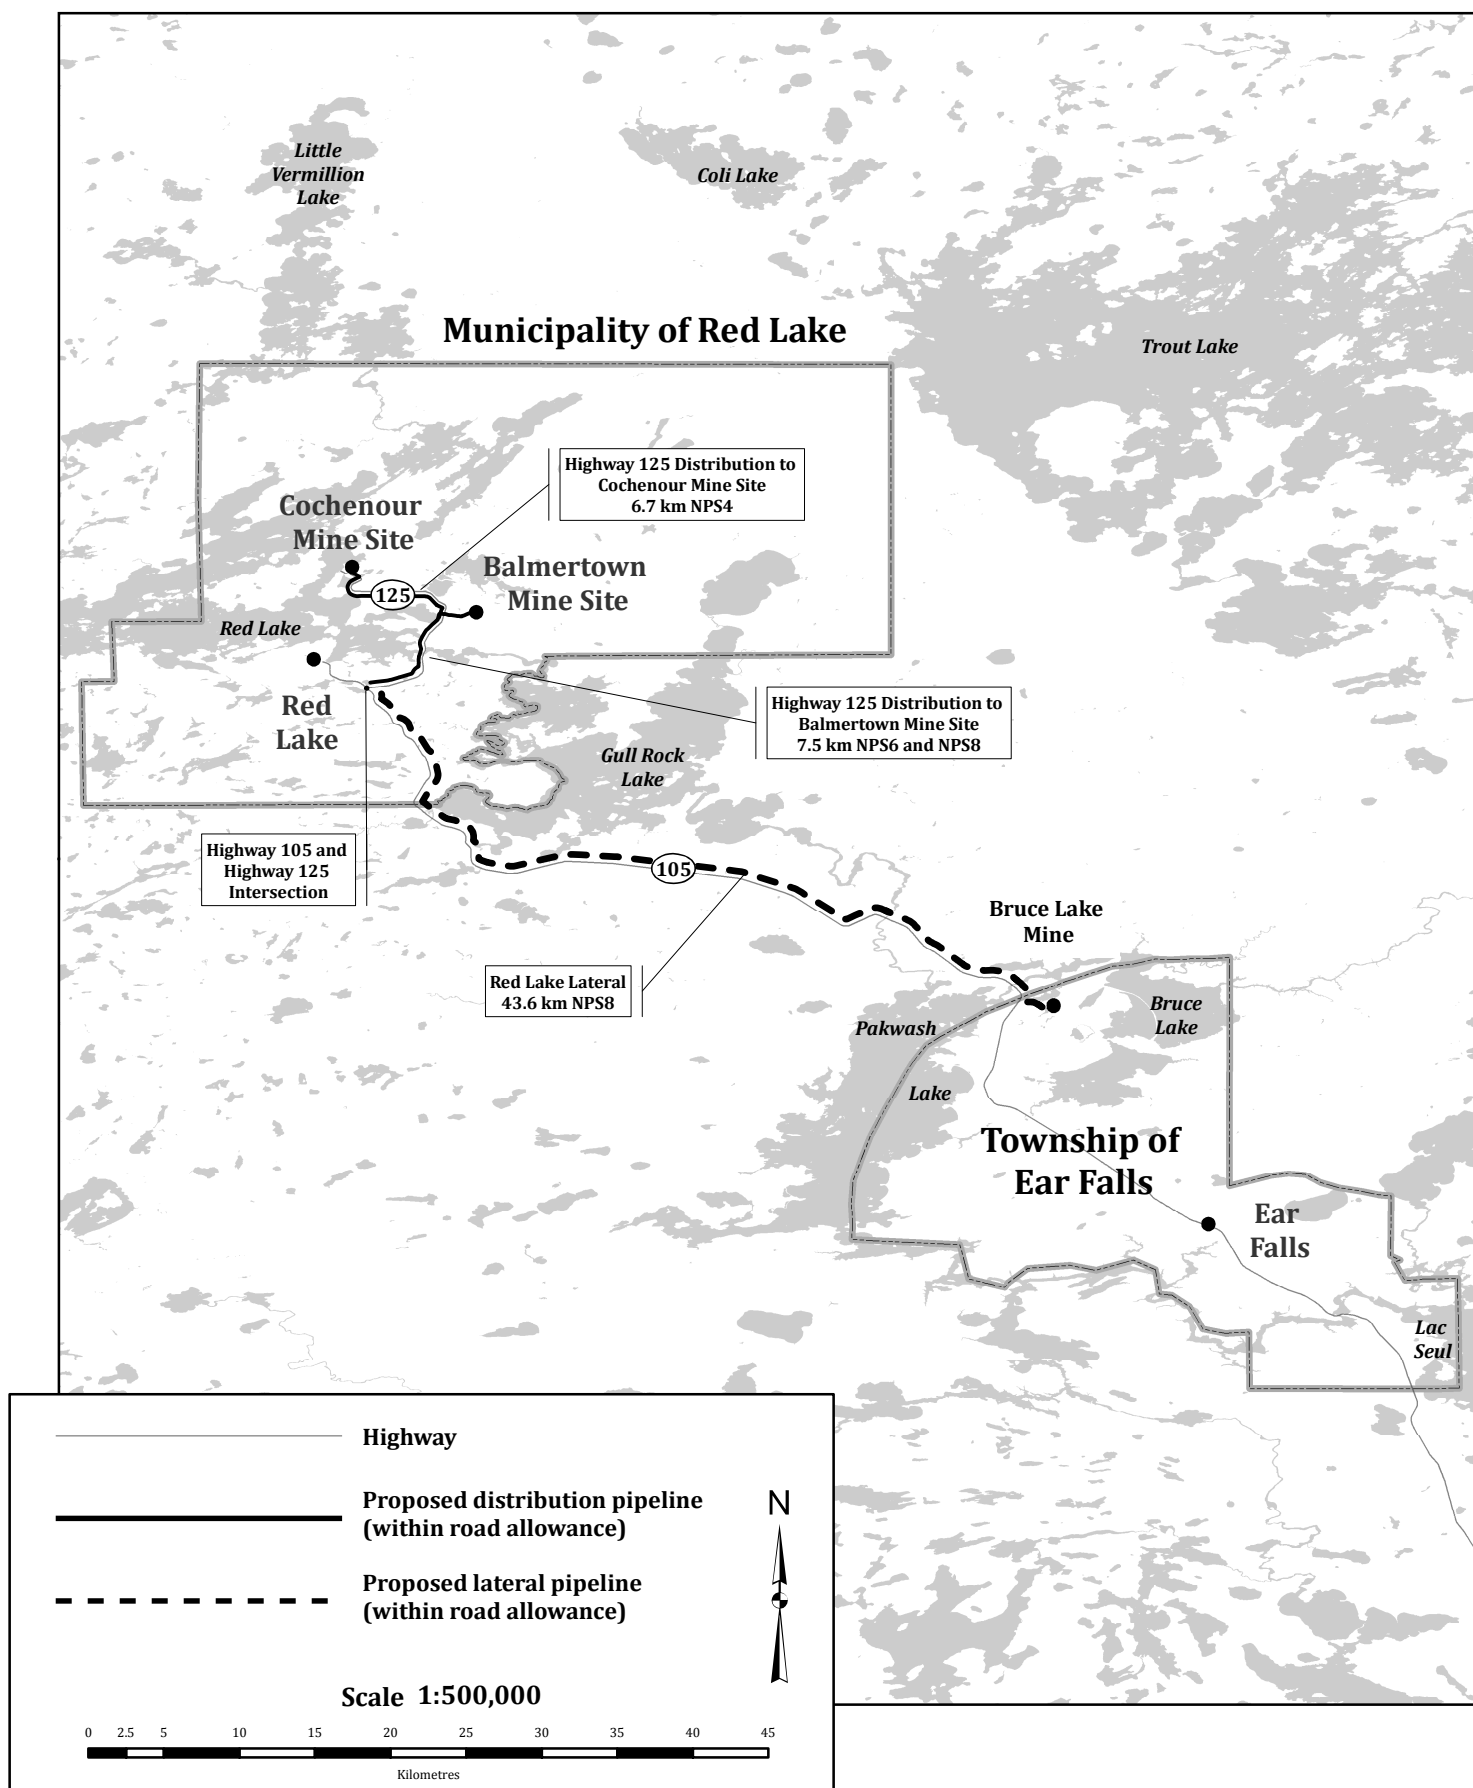 Little
Vermillion
Lake
Coli Lake
Municipality of Red Lake
Trout Lake
Highway 125 Distribution to
Cochenour Mine Site
6.7 km NPS4
Cochenour
Mine Site
125
Balmertown
Mine Site
Red Lake
Red
Lake
Highway 125 Distribution to
Balmertown Mine Site
7.5 km NPS6 and NPS8
Gull Rock
Lake
Highway 105 and
Highway 125
Intersection
105
Red Lake Lateral
43.6 km NPS8
Bruce Lake
Mine
Bruce
Lake
Pakwash
Lake
Township of
Ear Falls
Ear
Falls
Lac
Seul
Highway
Proposed distribution pipeline
(within road allowance)
Proposed lateral pipeline
(within road allowance)
N
Scale 1:500,000
0 2.5 5 10 15 20 25 30 35 40 45
Kilometres